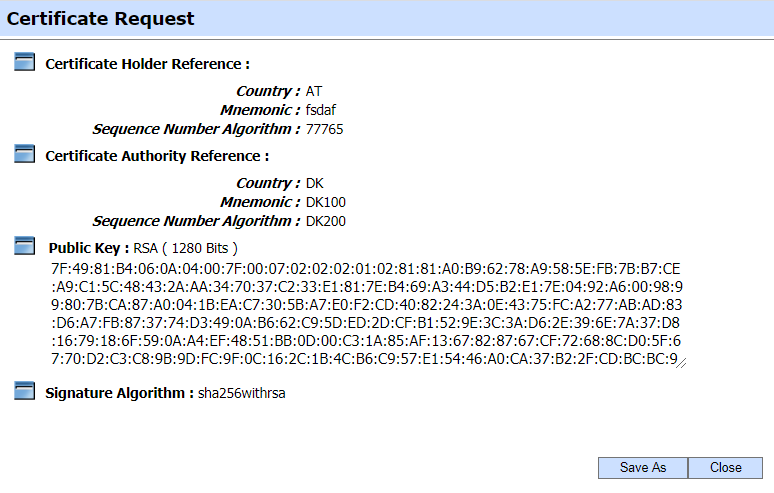 Certificate Request
Certificate Holder Reference :
Country : AT
Mnemonic : fsdaf
Sequence Number Algorithm : 77765
Certificate Authority Reference :
Country : DK
Mnemonic : DK100
Sequence Number Algorithm : DK200
Public Key : RSA ( 1280 Bits )
7F:49:81:B4:06:0A:04:00:7F:00:07:02:02:02:01:02:81:81:A0:B9:62:78:A9:58:5E:FB:7B:B7:CE
:A9:C1:5C:48:43:2A:AA:34:70:37:C2:33:E1:81:7E:B4:69:A3:44:D5:B2:E1:7E:04:92:A6:00:98:9
9:80:7B:CA:87:A0:04:1B:EA:C7:30:5B:A7:E0:F2:CD:40:82:24:3A:0E:43:75:FC:A2:77:AB:AD:83
:D6:A7:FB:87:37:74:D3:49:0A:B6:62:C9:5D:ED:2D:CF:B1:52:9E:3C:3A:D6:2E:39:6E:7A:37:D8
:16:79:18:6F:59:0A:A4:EF:48:51:BB:0D:00:C3:1A:85:AF:13:67:82:87:67:CF:72:68:8C:D0:5F:6
7:70:D2:C3:C8:9B:9D:FC:9F:0C:16:2C:1B:4C:B6:C9:57:E1:54:46:A0:CA:37:B2:2F:CD:BC:BC:9
Signature Algorithm : sha256withrsa
Save As Close